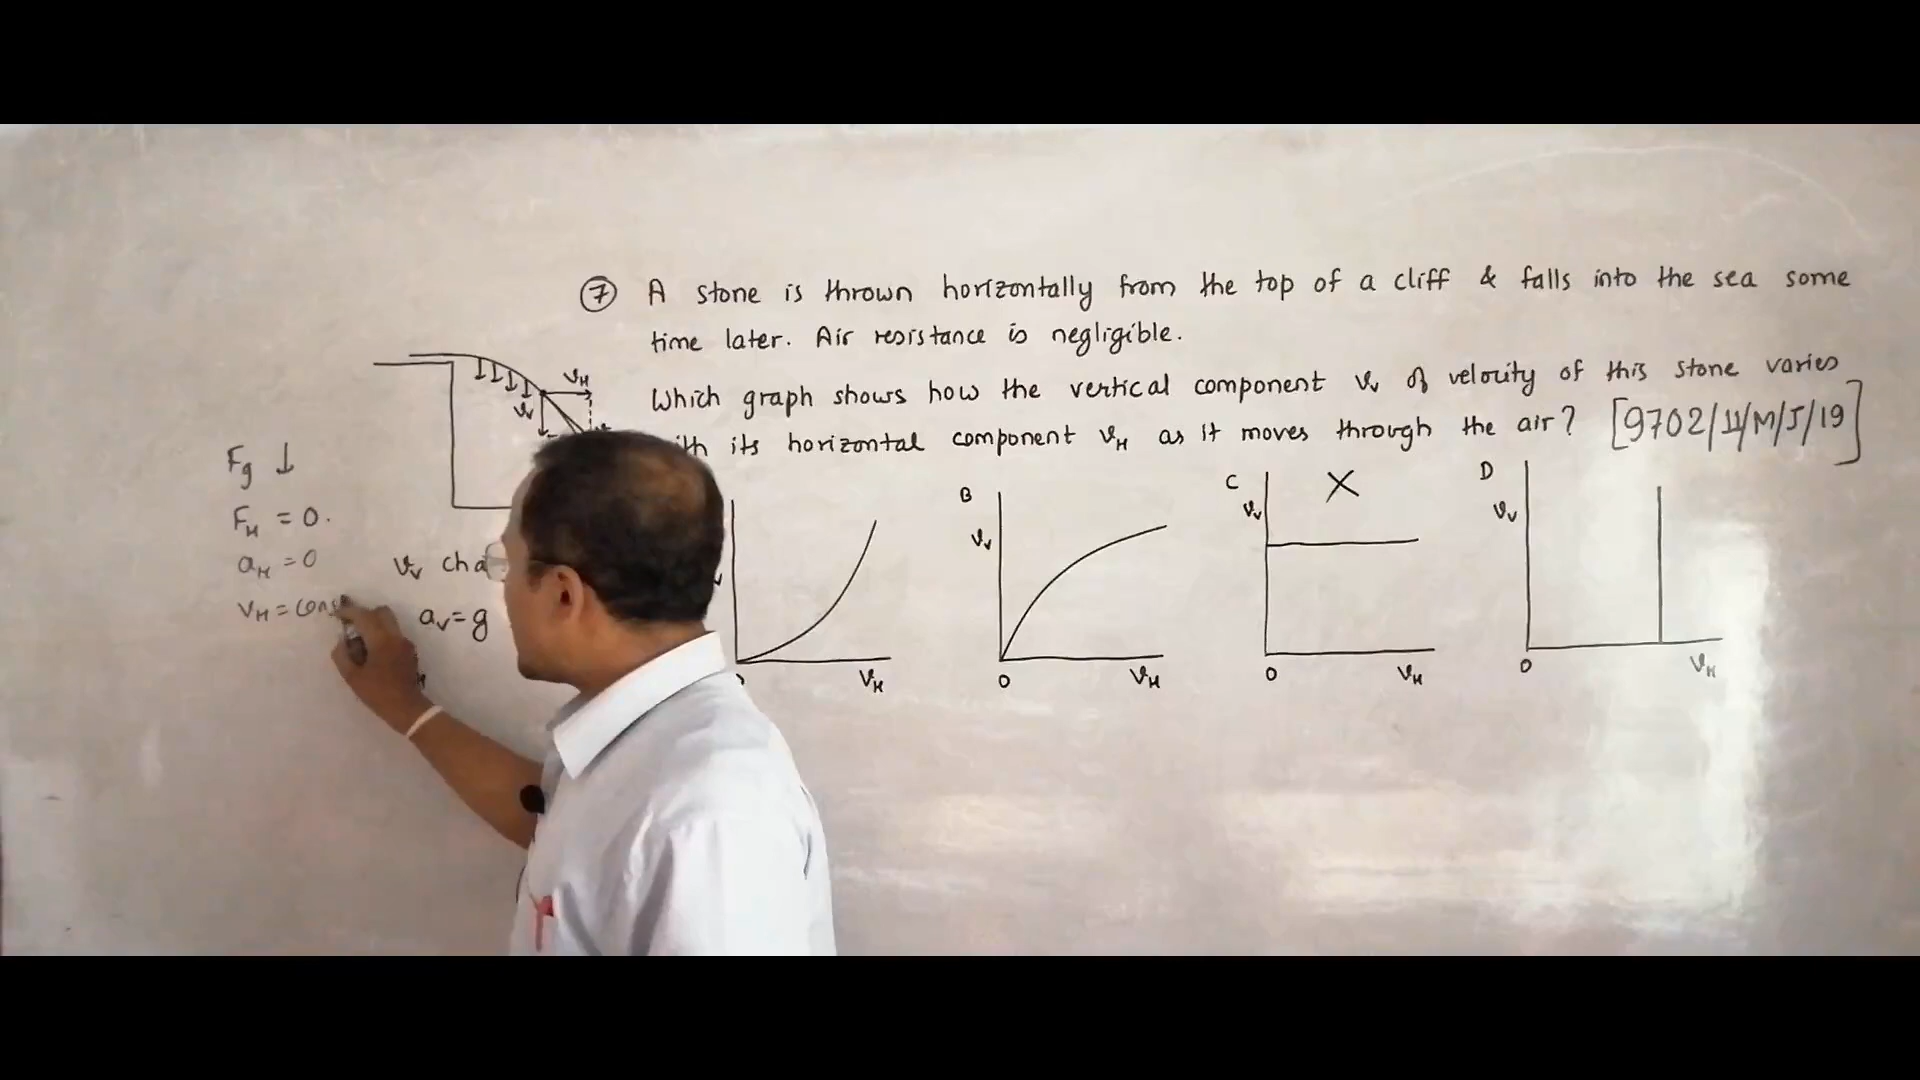 7 A stone is thrown horizontally from the top of a cliff & falls into the sea some
time later. Air resistance is negligible.
Which graph shows how the vertical component Vv of velocity of this stone varies
its horizontal component VH as it moves through the air? [9702/11/M/J/19]
VH
Vv
Fg ↓
FH = 0.
aH = 0
VH = cons
Vv cha
av = g
VH
0
B
Vv
VH
0
C
X
Vv
VH
0
D
Vv
VH